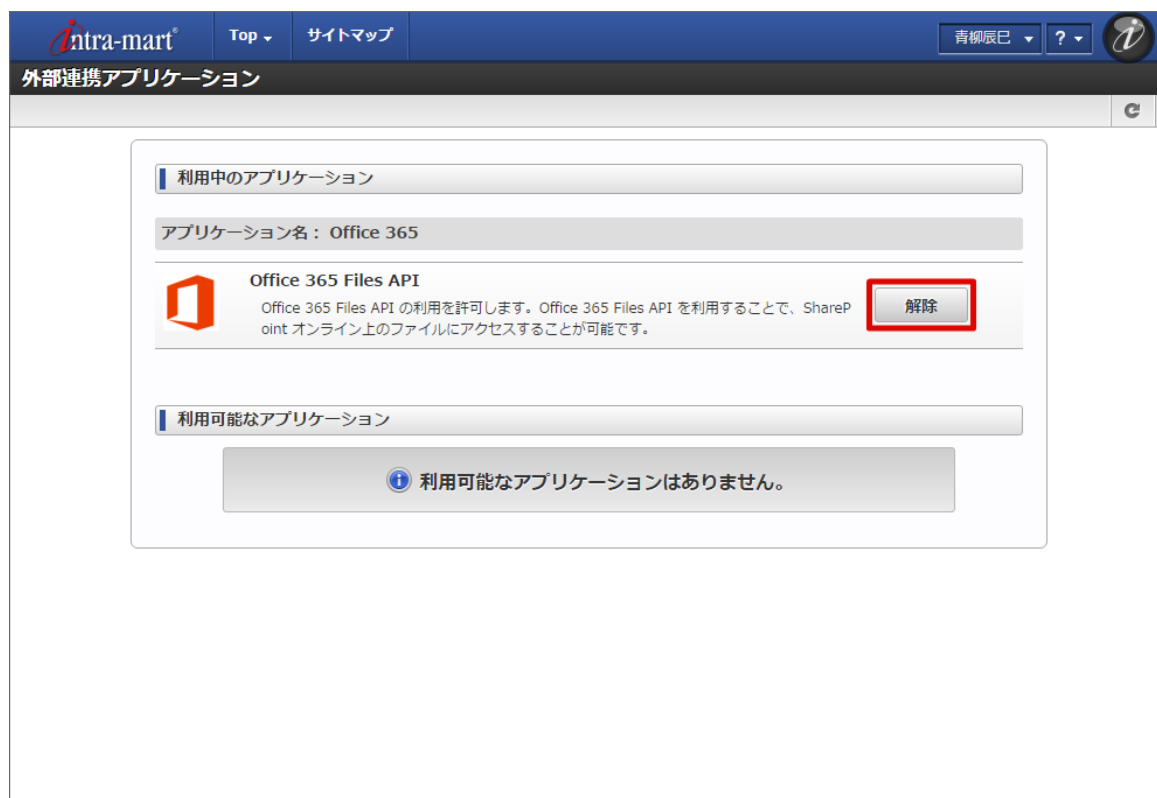 intra-mart®
Top
サイトマップ
青柳辰巳
?
外部連携アプリケーション
利用中のアプリケーション
アプリケーション名： Office 365
Office 365 Files API
Office 365 Files API の利用を許可します。Office 365 Files API を利用することで、ShareP
oint オンライン上のファイルにアクセスすることが可能です。
解除
利用可能なアプリケーション
利用可能なアプリケーションはありません。